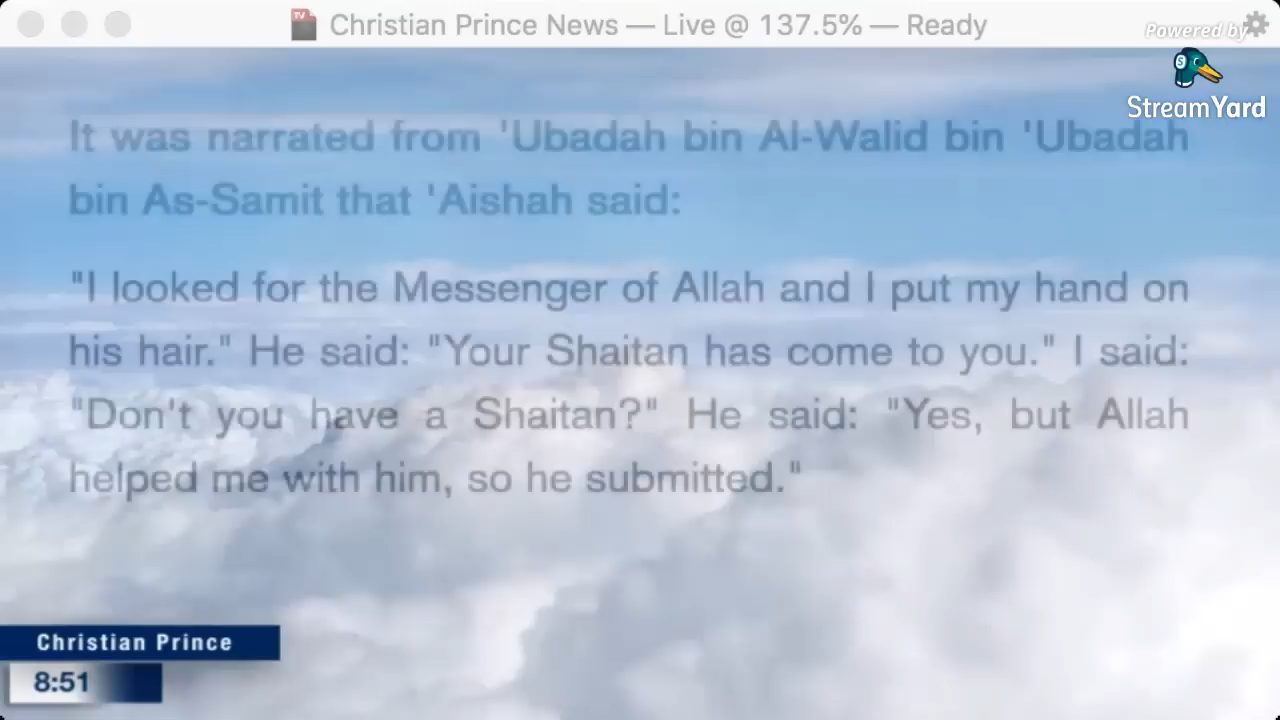 Christian Prince News — Live @ 137.5% — Ready
Powered by
StreamYard
It was narrated from 'Ubadah bin Al-Walid bin 'Ubadah
bin As-Samit that 'Aishah said:
"I looked for the Messenger of Allah and I put my hand on
his hair." He said: "Your Shaitan has come to you." I said:
"Don't you have a Shaitan?" He said: "Yes, but Allah
helped me with him, so he submitted."
Christian Prince
8:51